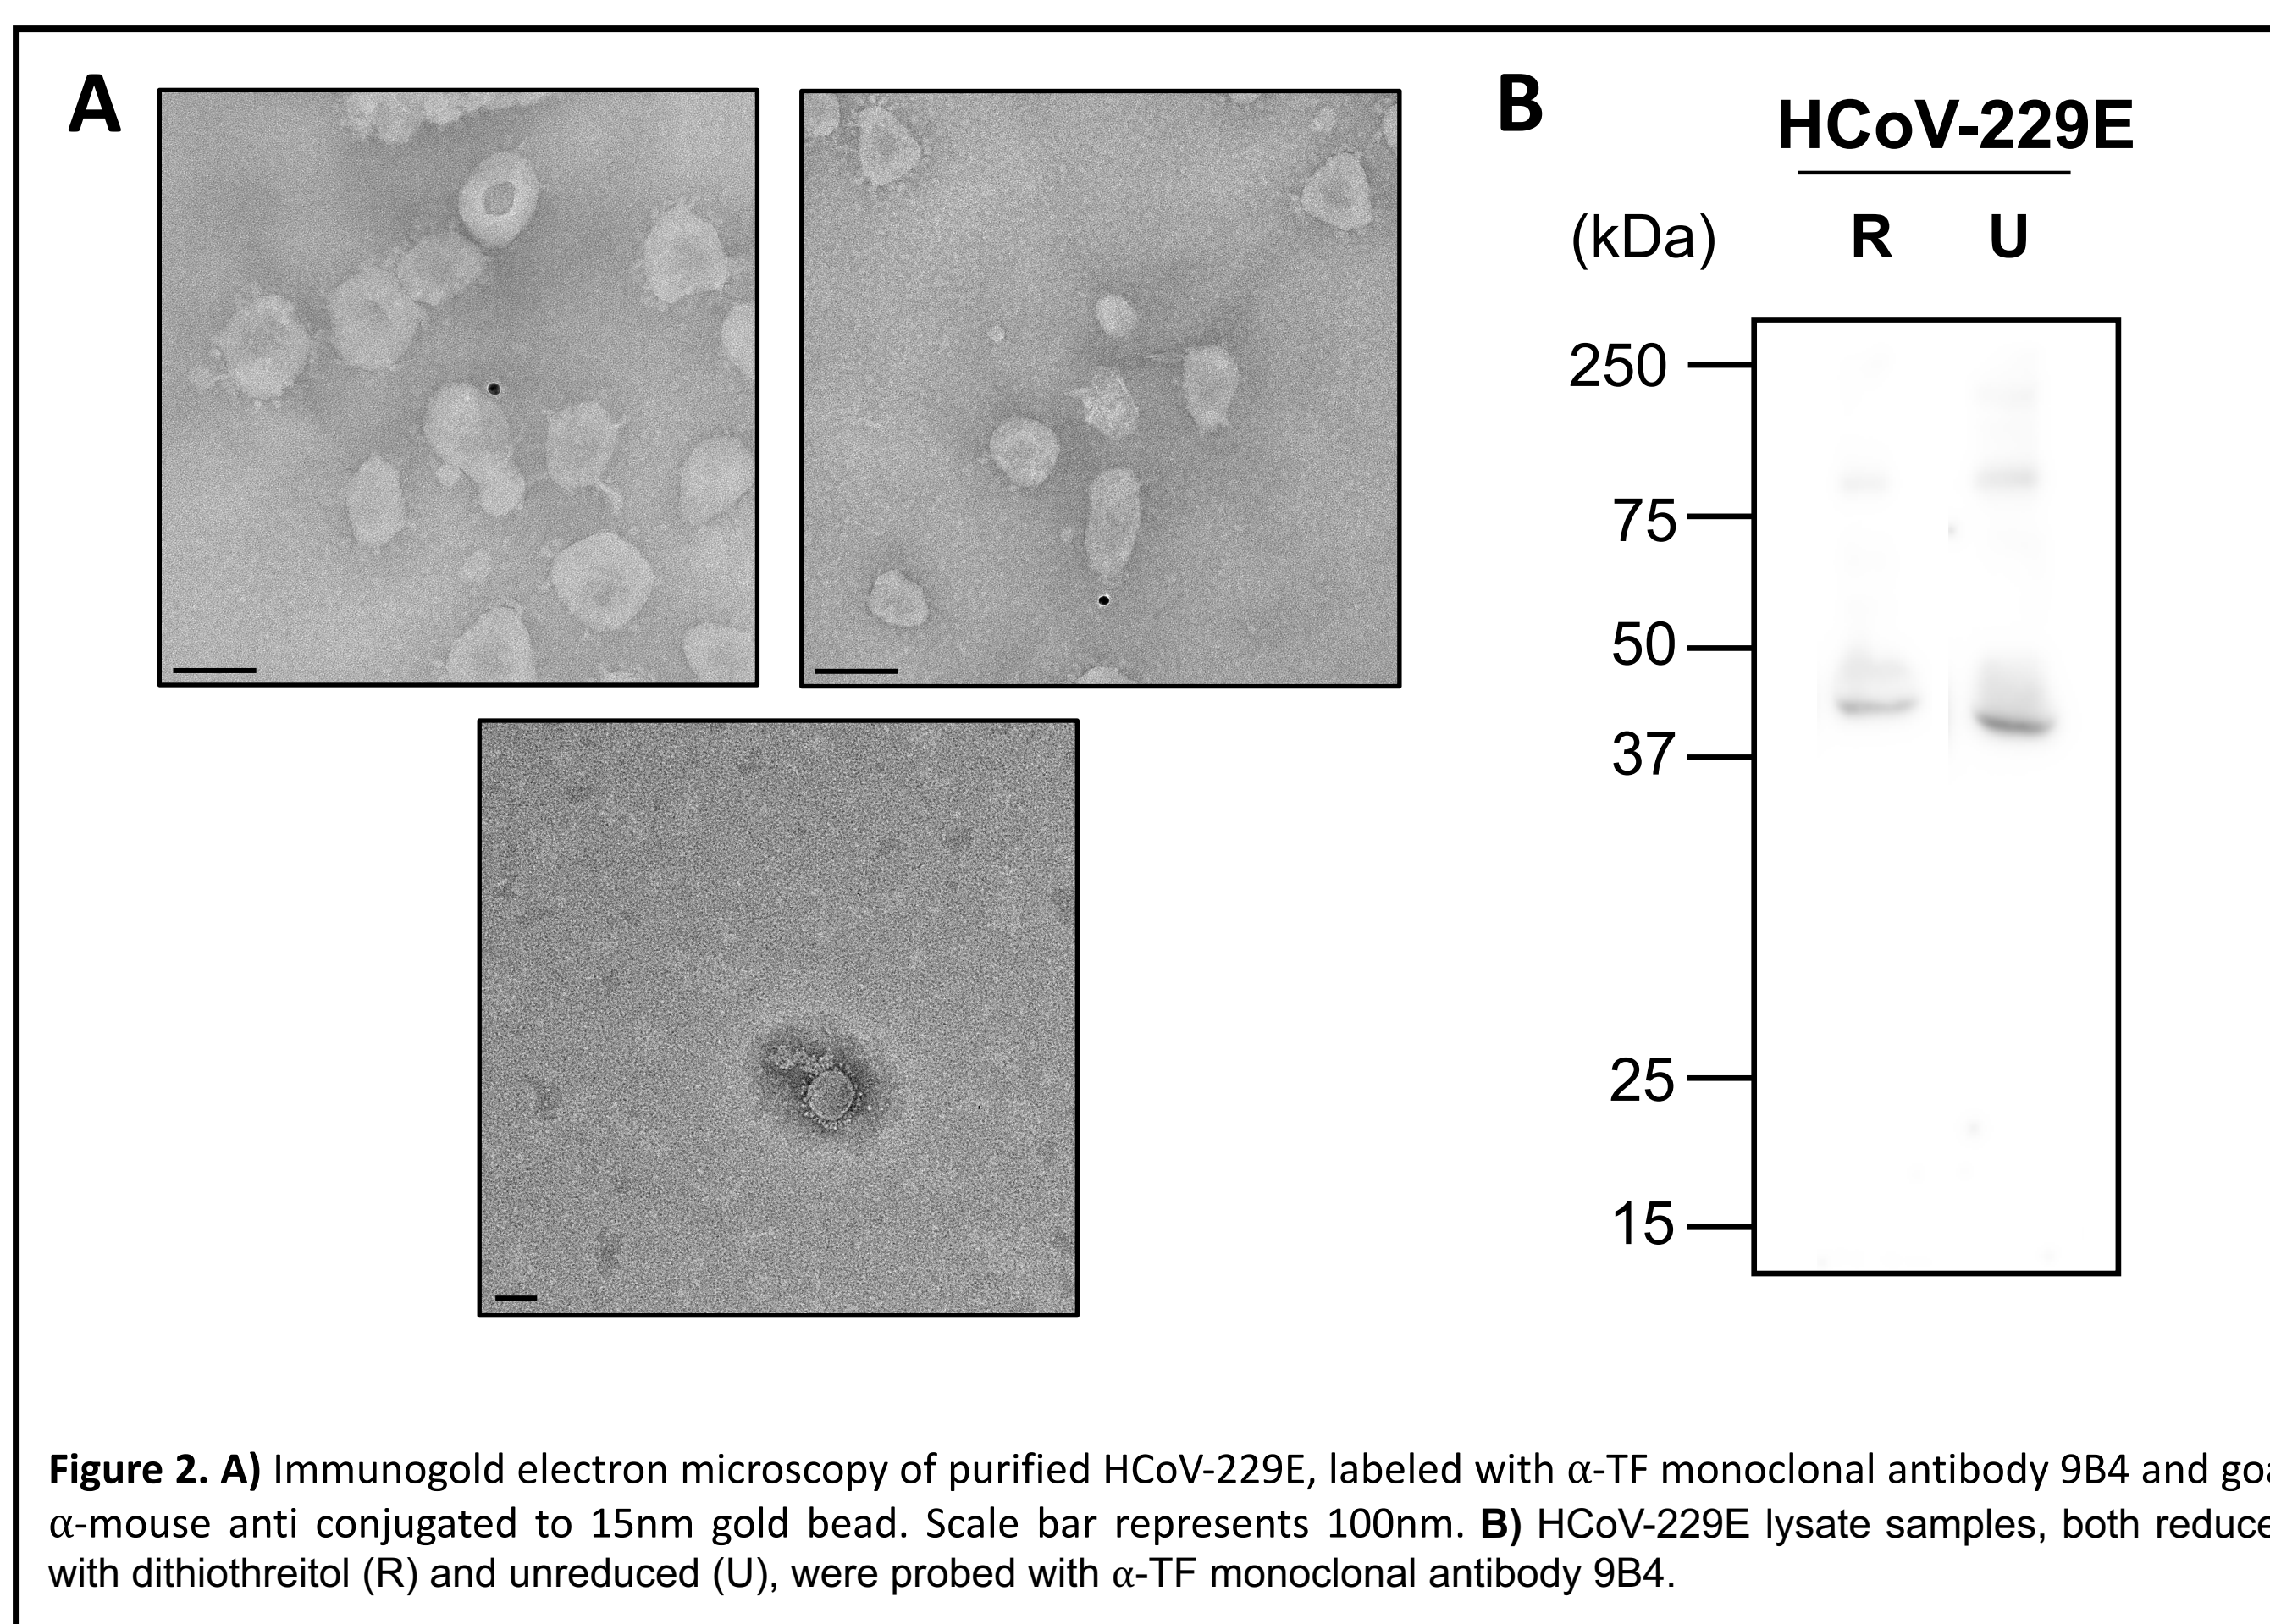 A
B
HCoV-229E
(kDa) R U
250
75
50
37
25
15
Figure 2. A) Immunogold electron microscopy of purified HCoV-229E, labeled with α-TF monoclonal antibody 9B4 and
α-mouse anti conjugated to 15nm gold bead. Scale bar represents 100nm. B) HCoV-229E lysate samples, both
with dithiothreitol (R) and unreduced (U), were probed with α-TF monoclonal antibody 9B4.